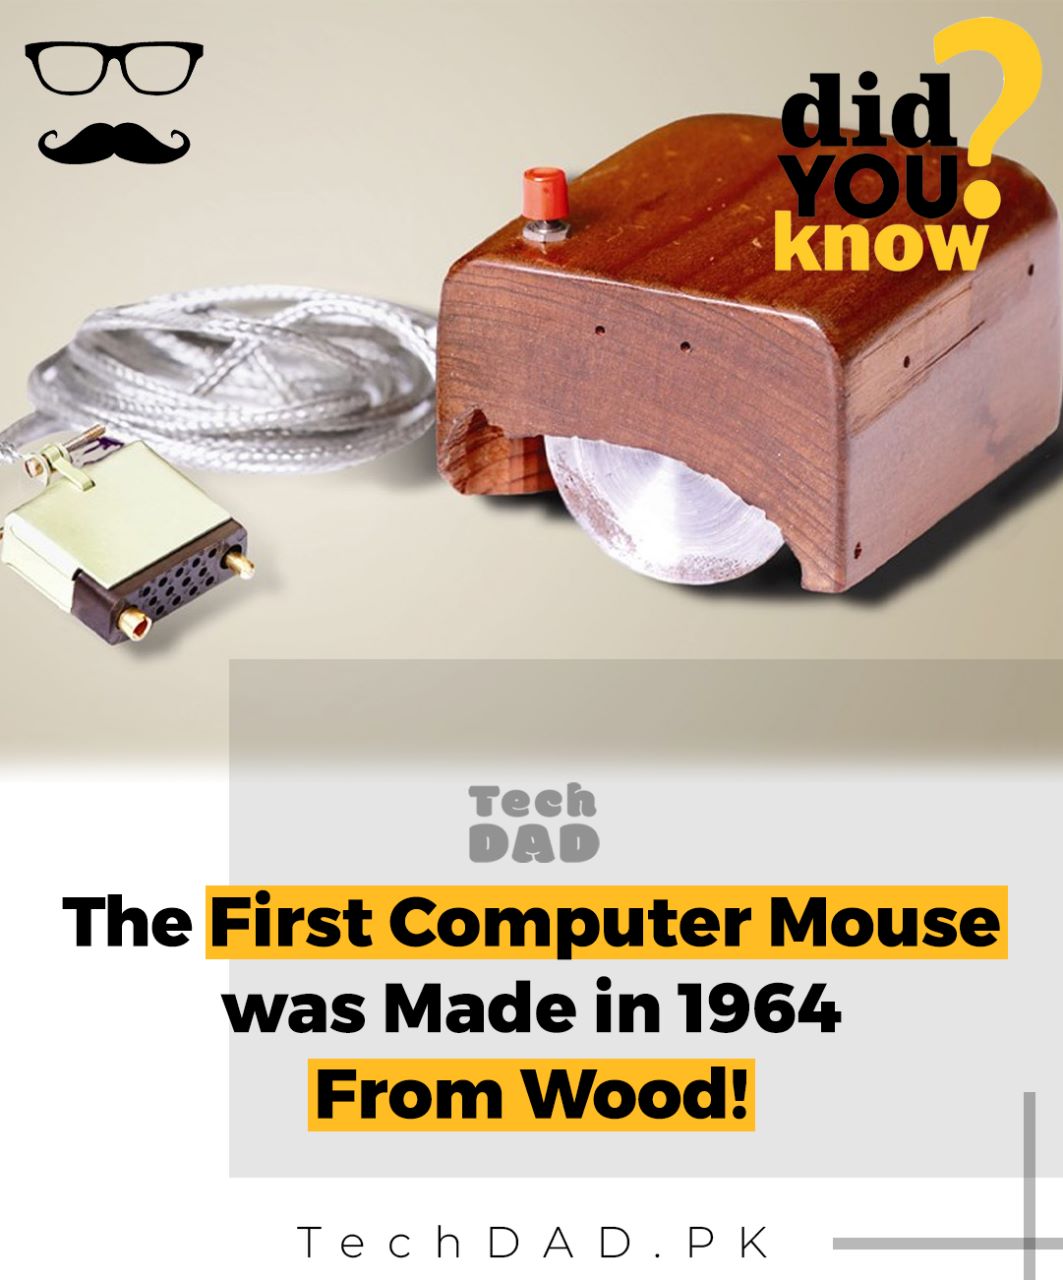 did
YOU?
know
Tech
DAD
The First Computer Mouse
was Made in 1964
From Wood!
TechDAD.PK